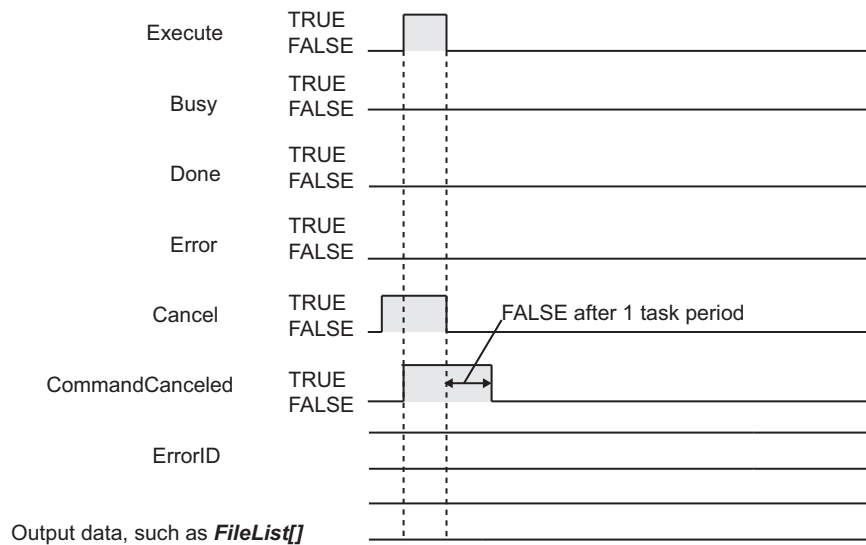 Execute
TRUE
FALSE
Busy
TRUE
FALSE
Done
TRUE
FALSE
Error
TRUE
FALSE
Cancel
TRUE
FALSE
FALSE after 1 task period
CommandCanceled
TRUE
FALSE
ErrorID
Output data, such as FileList[]